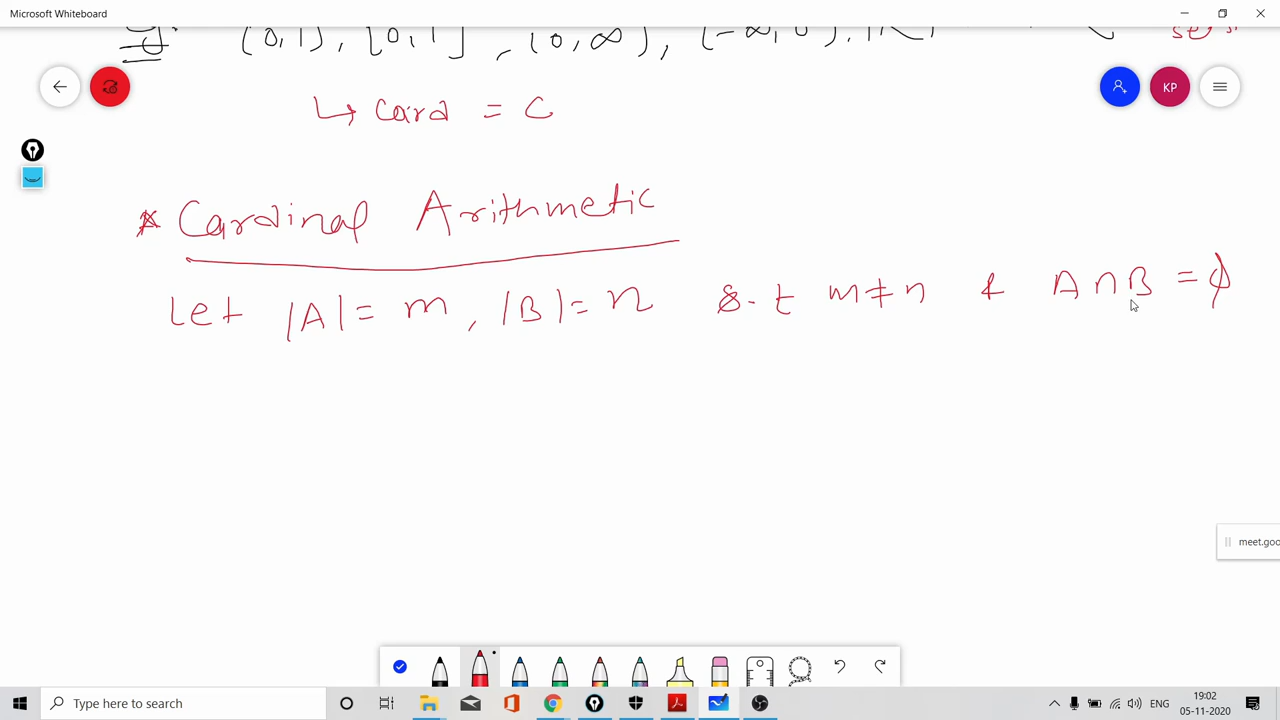 Microsoft Whiteboard
Eg: (0,1), [0,1], (0,∞), (-∞,0), 
KP
↳ Card = C
* Cardinal Arithmetic
Let |A| = m, |B| = n s.t m≠n & A∩B = ϕ
meet.goo
Type here to search
ENG
19:02
05-11-2020